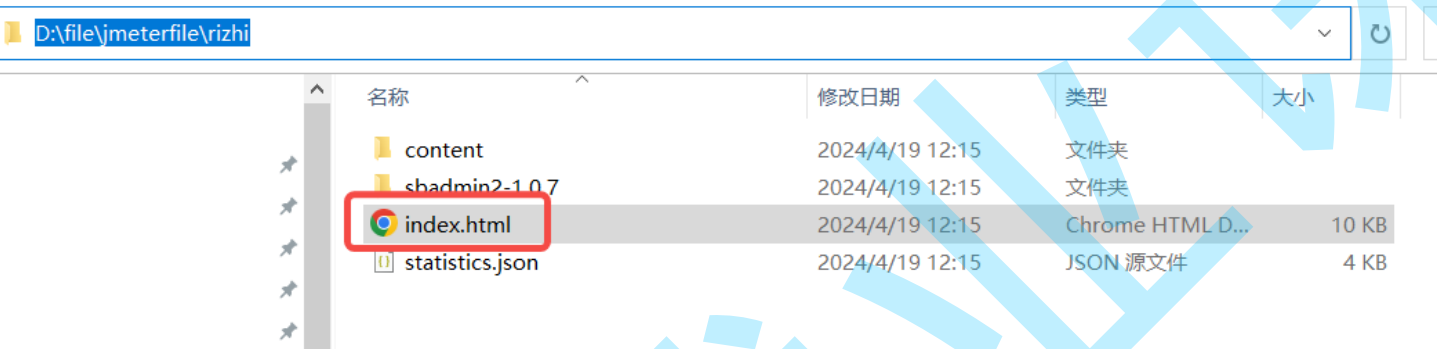 D:\file\jmeterfile\rizhi
名称 修改日期 类型 大小
content 2024/4/19 12:15 文件夹
sbadmin2-1.0.7 2024/4/19 12:15 文件夹
index.html 2024/4/19 12:15 Chrome HTML D... 10 KB
statistics.json 2024/4/19 12:15 JSON 源文件 4 KB